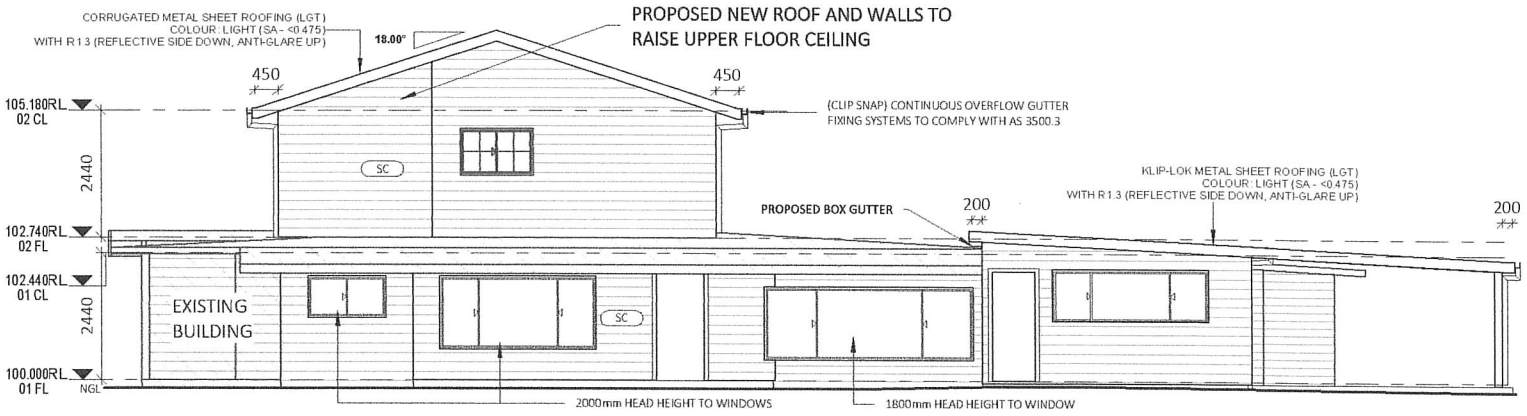 CORRUGATED METAL SHEET ROOFING (LGT)
COLOUR: LIGHT (SA - <0.475)
WITH R1.3 (REFLECTIVE SIDE DOWN, ANTI-GLARE UP)
18.00°
PROPOSED NEW ROOF AND WALLS TO
RAISE UPPER FLOOR CEILING
450
450
105.180RL
02 CL
(CLIP SNAP) CONTINUOUS OVERFLOW GUTTER
FIXING SYSTEMS TO COMPLY WITH AS 3500.3
2440
SC
KLIP-LOK METAL SHEET ROOFING (LGT)
COLOUR: LIGHT (SA - <0.475)
WITH R1.3 (REFLECTIVE SIDE DOWN, ANTI-GLARE UP)
PROPOSED BOX GUTTER
200
200
102.740RL
02 FL
102.440RL
01 CL
2440
EXISTING
BUILDING
SC
100.000RL
01 FL
NGL
2000mm HEAD HEIGHT TO WINDOWS
1800mm HEAD HEIGHT TO WINDOW